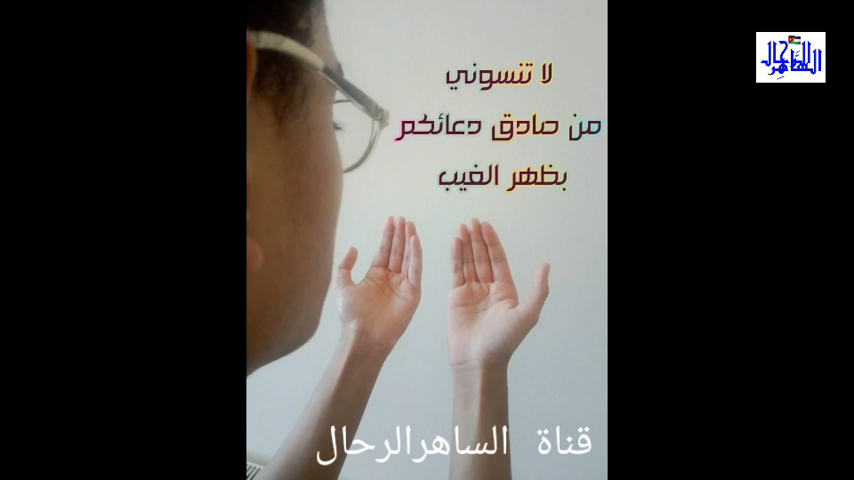 لا تنسوني
من صادق دعائكم
بظهر الغيب
قناة الساهرالرحال